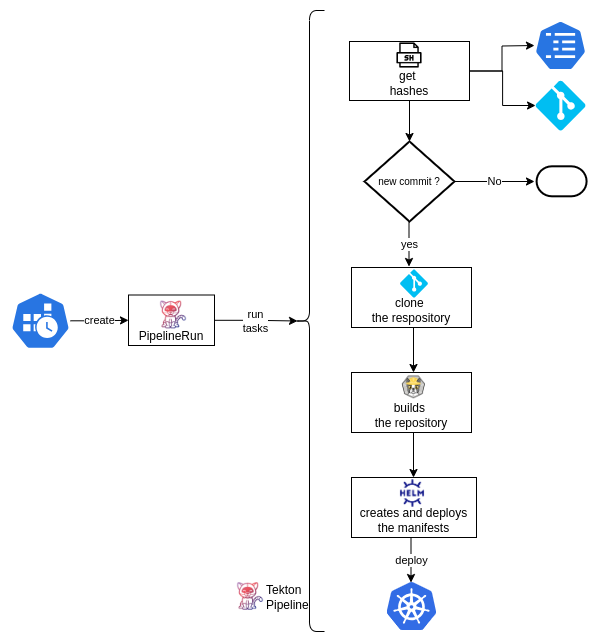 SH
get
hashes
new commit ?
No
yes
clone
the respository
create
PipelineRun
run
tasks
builds
the repository
HELM
creates and deploys
the manifests
deploy
Tekton
Pipeline